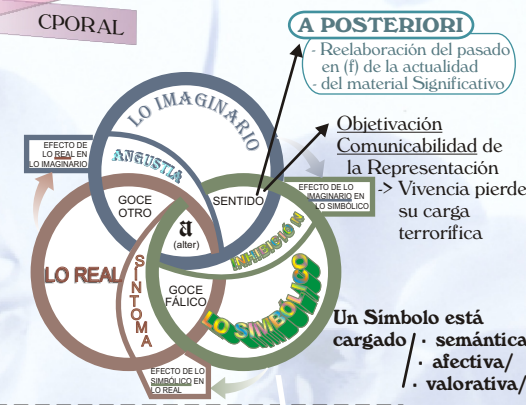 CPORAL
A POSTERIORI
- Reelaboración del pasado
en (f) de la actualidad
- del material Significativo
LO IMAGINARIO
EFECTO DE
LO REAL EN
LO IMAGINARIO
ANGUSTIA
Objetivación
Comunicabilidad de
la Representación
-> Vivencia pierde
su carga
terrorífica
GOCE
OTRO
SENTIDO
EFECTO DE LO
IMAGINARIO EN
LO SIMBÓLICO
a
(alter)
INHIBICIÓN
LO REAL
SÍNTOMA
GOCE
FÁLICO
LO SIMBÓLICO
Un Símbolo está
cargado / · semántica
· afectiva/
· valorativa/
EFECTO DE LO
SIMBÓLICO EN
LO REAL